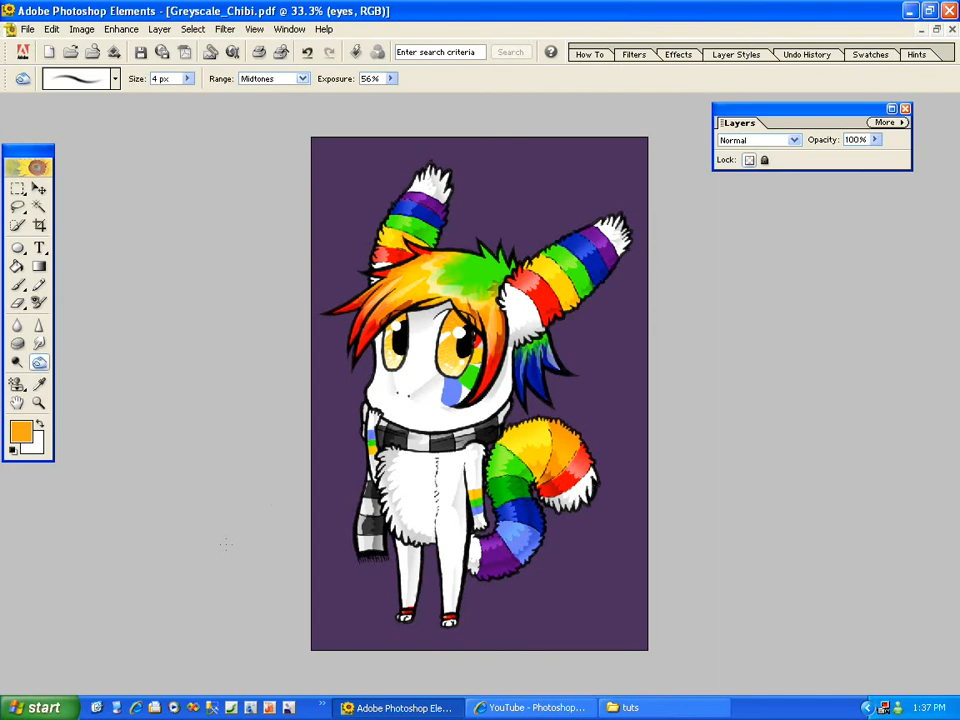 Adobe Photoshop Elements - [Greyscale_Chibi.pdf @ 33.3% (eyes, RGB)]
File Edit Image Enhance Layer Select Filter View Window Help
Enter search criteria Search How To Filters Effects Layer Styles Undo History Swatches Hints
Size: 4 px Range: Midtones Exposure: 56%
Layers More
Normal Opacity: 100%
Lock:
T
start Adobe Photoshop Ele... YouTube - Photoshop... tuts 1:37 PM